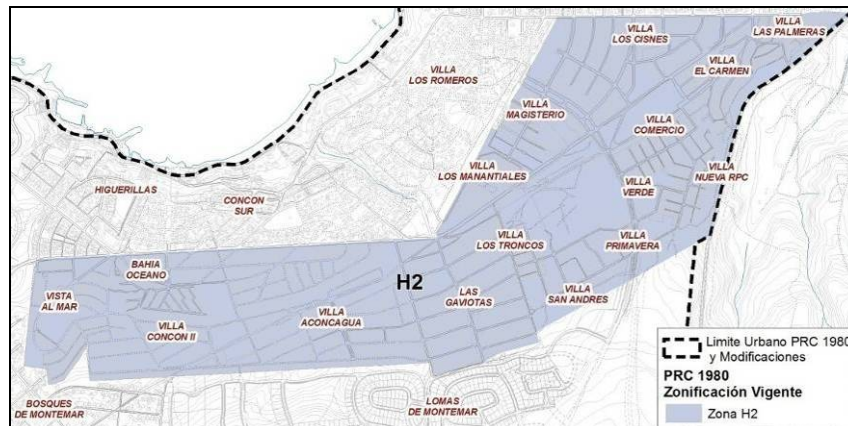 VILLA
LAS PALMERAS
VILLA
LOS CISNES
VILLA
EL CARMEN
VILLA
LOS ROMEROS
VILLA
MAGISTERIO
VILLA
COMERCIO
VILLA
LOS MANANTIALES
VILLA
NUEVA RPC
HIGUERILLAS
CONCON
SUR
VILLA
VERDE
VILLA
LOS TRONCOS
VILLA
PRIMAVERA
BAHIA
OCEANO
H2
VISTA
AL MAR
LAS
GAVIOTAS
VILLA
SAN ANDRES
VILLA
CONCON II
VILLA
ACONCAGUA
BOSQUES
DE MONTEMAR
LOMAS
DE MONTEMAR
Limite Urbano PRC 1980
y Modificaciones
PRC 1980
Zonificación Vigente
Zona H2